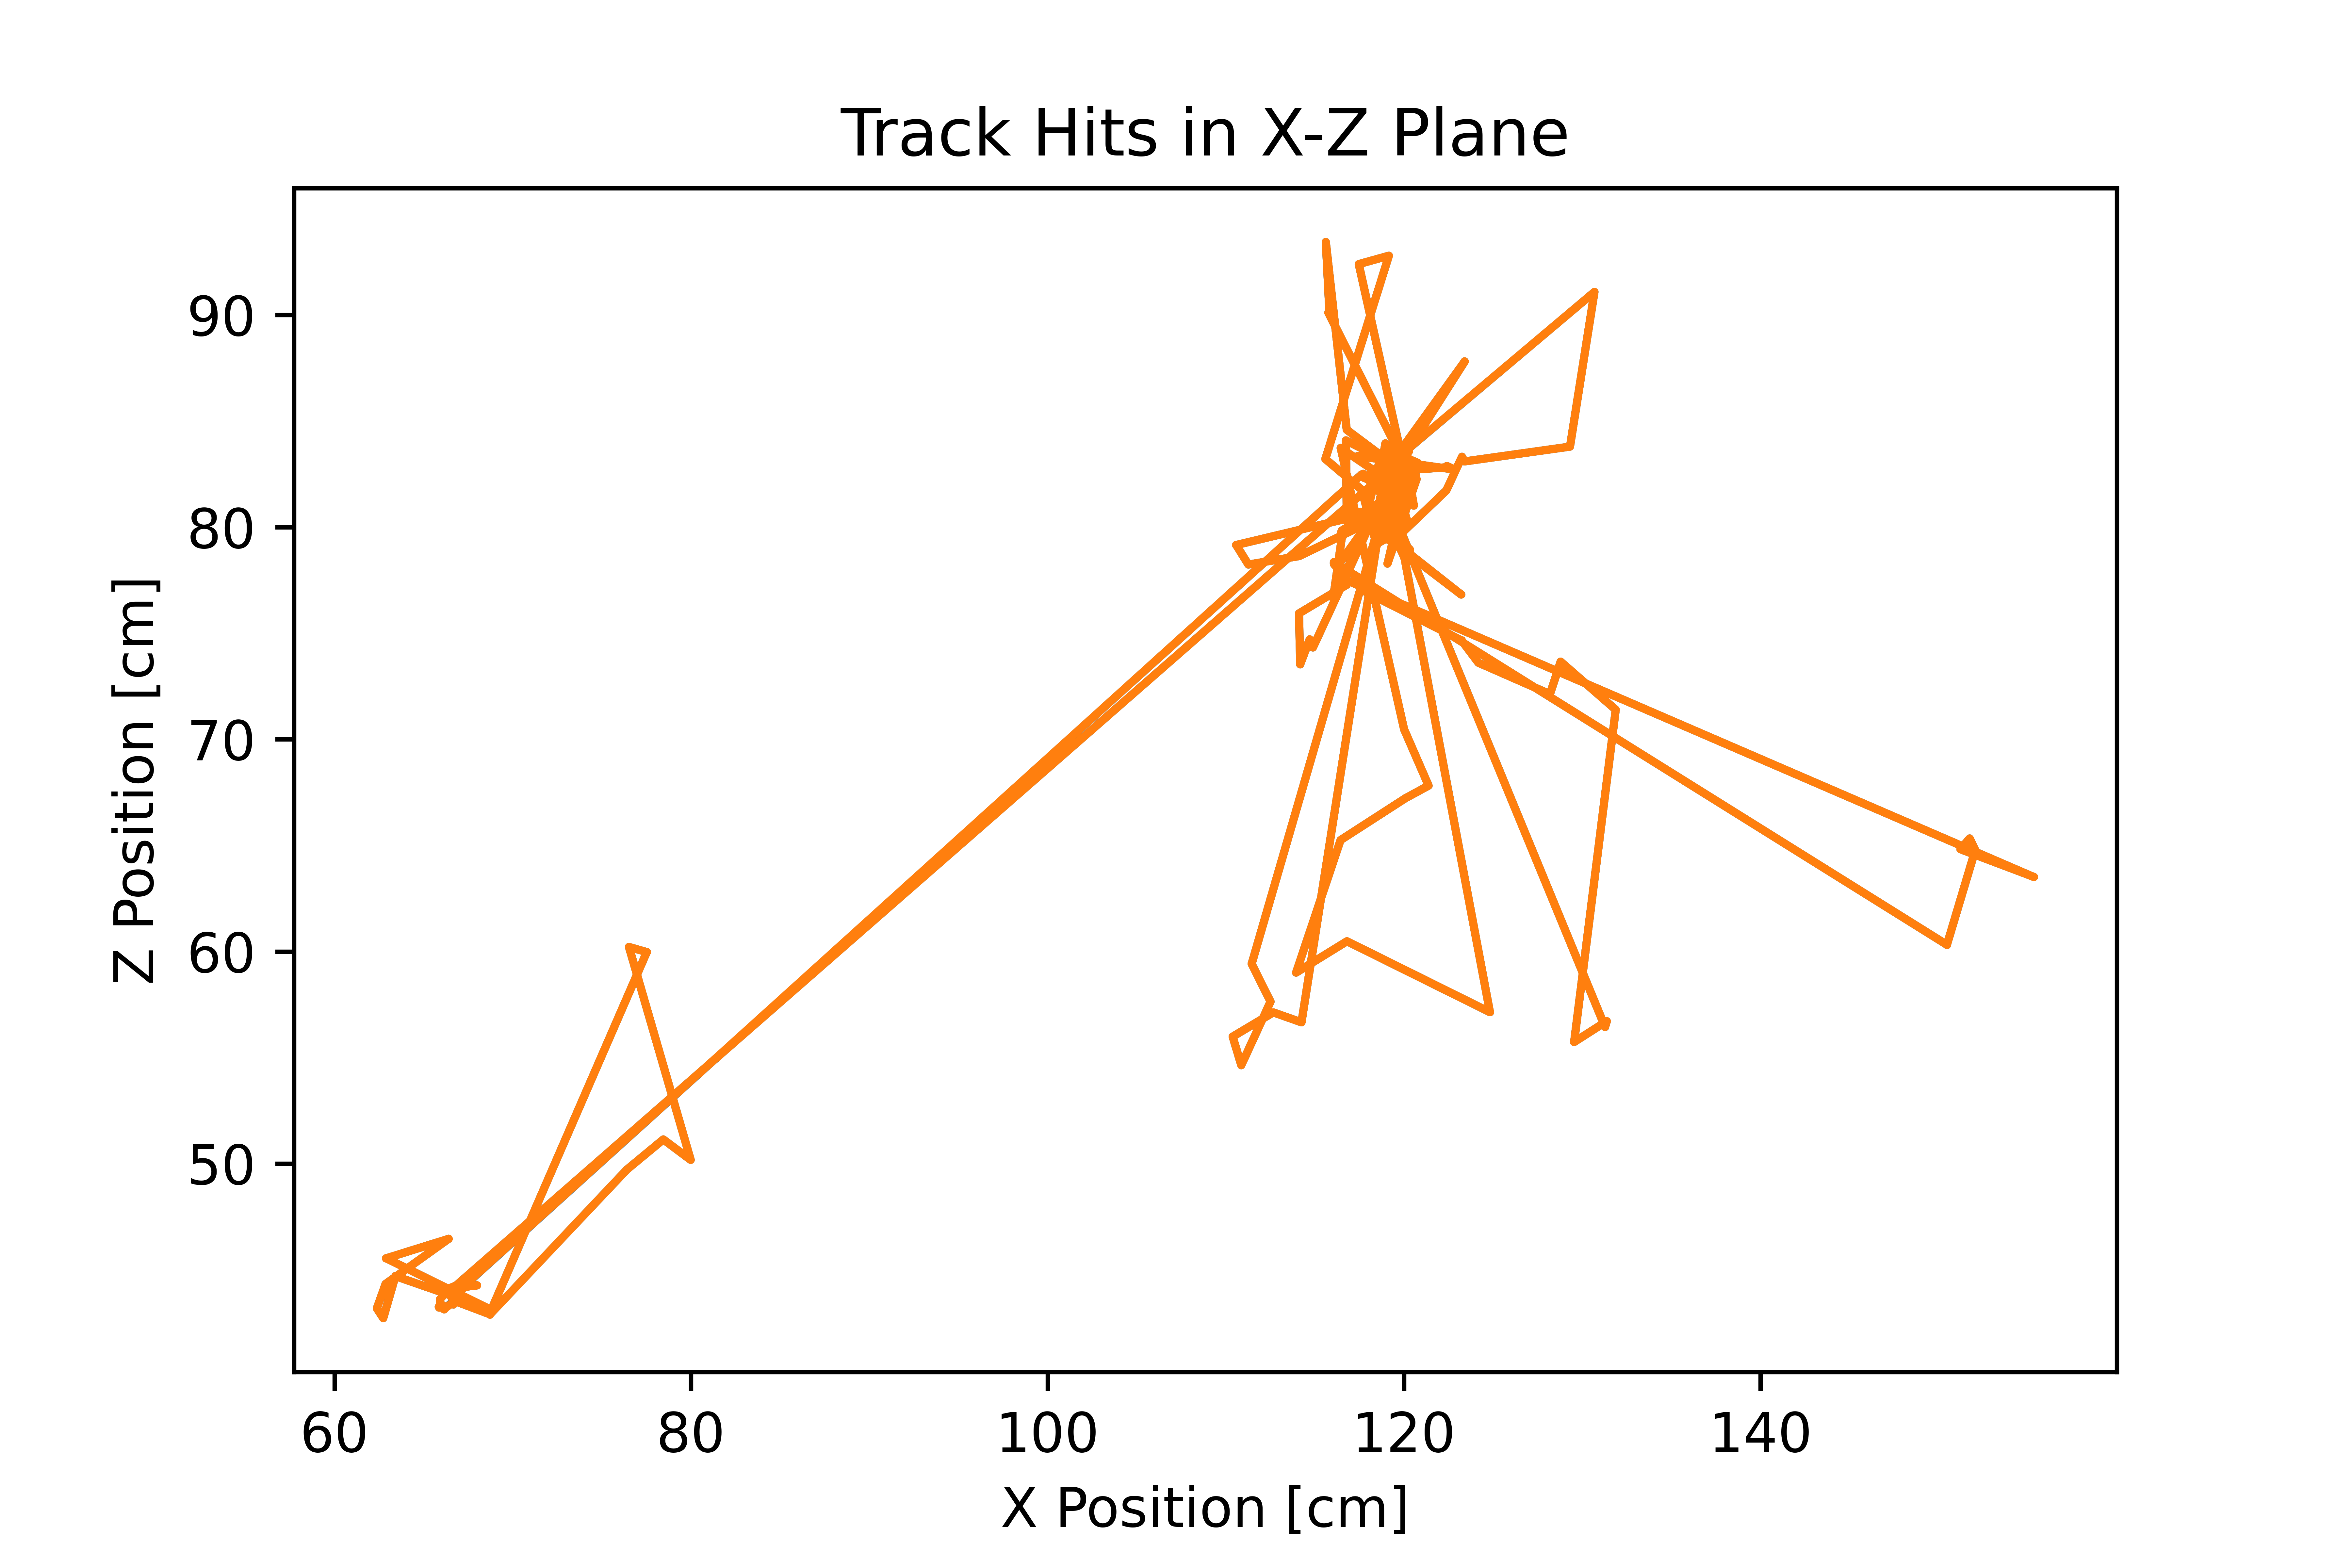 Track Hits in X-Z Plane
Z Position [cm]
90
80
70
60
50
60 80 100 120 140
X Position [cm]